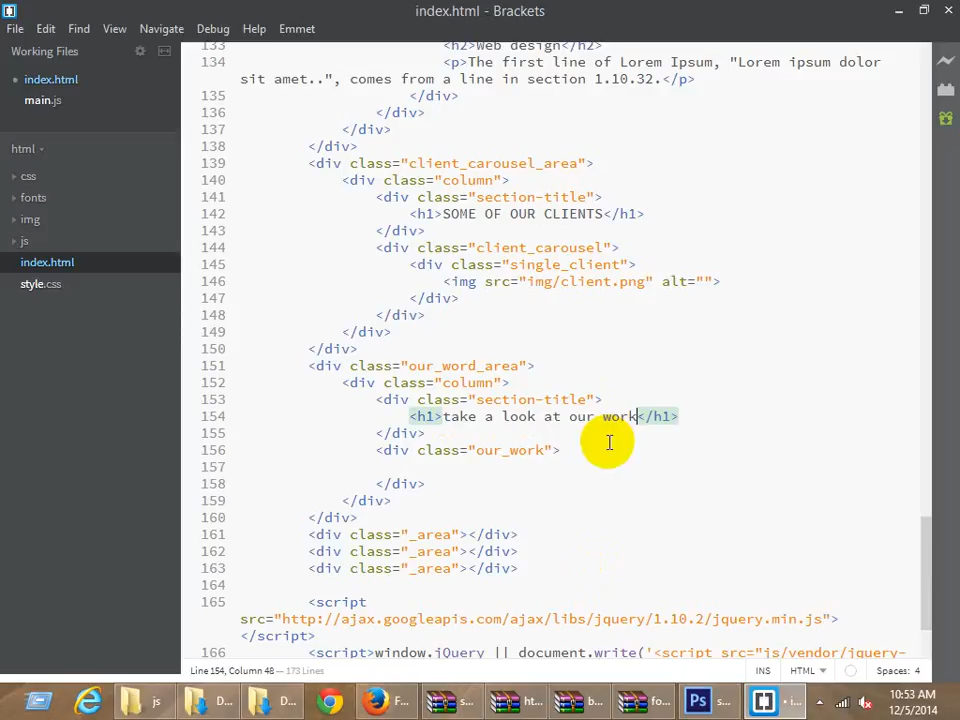 index.html - Brackets
File Edit Find View Navigate Debug Help Emmet
Working Files
index.html
main.js
html
css
fonts
img
js
index.html
style.css
133 <h2>Web design</h2>
134 <p>The first line of Lorem Ipsum, "Lorem ipsum dolor
sit amet..", comes from a line in section 1.10.32.</p>
135 </div>
136 </div>
137 </div>
138 </div>
139 <div class="client_carousel_area">
140 <div class="column">
141 <div class="section-title">
142 <h1>SOME OF OUR CLIENTS</h1>
143 </div>
144 <div class="client_carousel">
145 <div class="single_client">
146 <img src="img/client.png" alt="">
147 </div>
148 </div>
149 </div>
150 </div>
151 <div class="our_word_area">
152 <div class="column">
153 <div class="section-title">
154 <h1>take a look at our work</h1>
155 </div>
156 <div class="our_work">
157
158 </div>
159 </div>
160 </div>
161 <div class="_area"></div>
162 <div class="_area"></div>
163 <div class="_area"></div>
164
165 <script
src="http://ajax.googleapis.com/ajax/libs/jquery/1.10.2/jquery.min.js">
</script>
166 <script>window.jQuery || document.write('<script src="js/vendor/jquery-
Line 154, Column 48 — 173 Lines
INS HTML Spaces: 4
js D... D... F... s... ht... b... fo... Ps s... i...
10:53 AM
12/5/2014